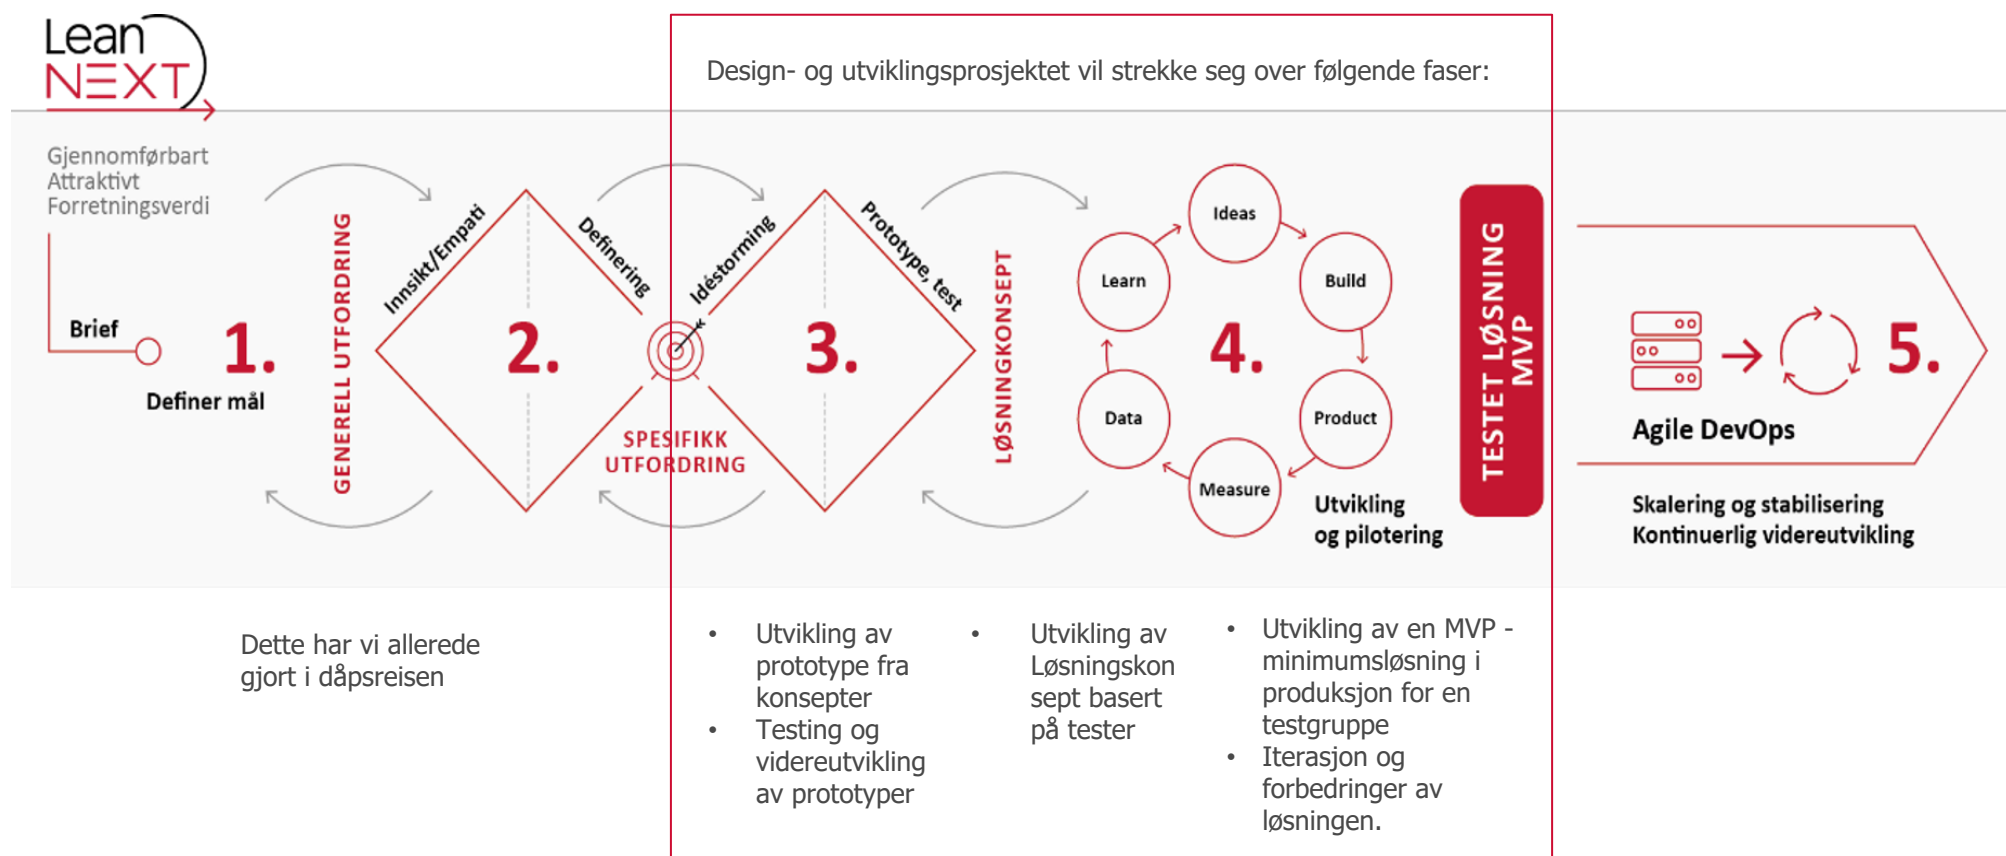 Lean
NEXT
Design- og utviklingsprosjektet vil strekke seg over følgende faser:
Gjennomførbart
Attraktivt
Forretningsverdi
Brief
1.
Definer mål
GENERELL UTFORDRING
Innsikt/Empati
2.
Definering
SPESIFIKK
UTFORDRING
Idéstorming
3.
Prototype, test
LØSNINGKONSEPT
Ideas
Build
Product
Measure
Data
Learn
4.
Utvikling
og pilotering
TESTET LØSNING
MVP
5.
Agile DevOps
Skalering og stabilisering
Kontinuerlig videreutvikling
Dette har vi allerede
gjort i dåpsreisen
• Utvikling av
prototype fra
konsepter
• Testing og
videreutvikling
av prototyper
• Utvikling av
Løsningskon
sept basert
på tester
• Utvikling av en MVP -
minimumsløsning i
produksjon for en
testgruppe
• Iterasjon og
forbedringer av
løsningen.